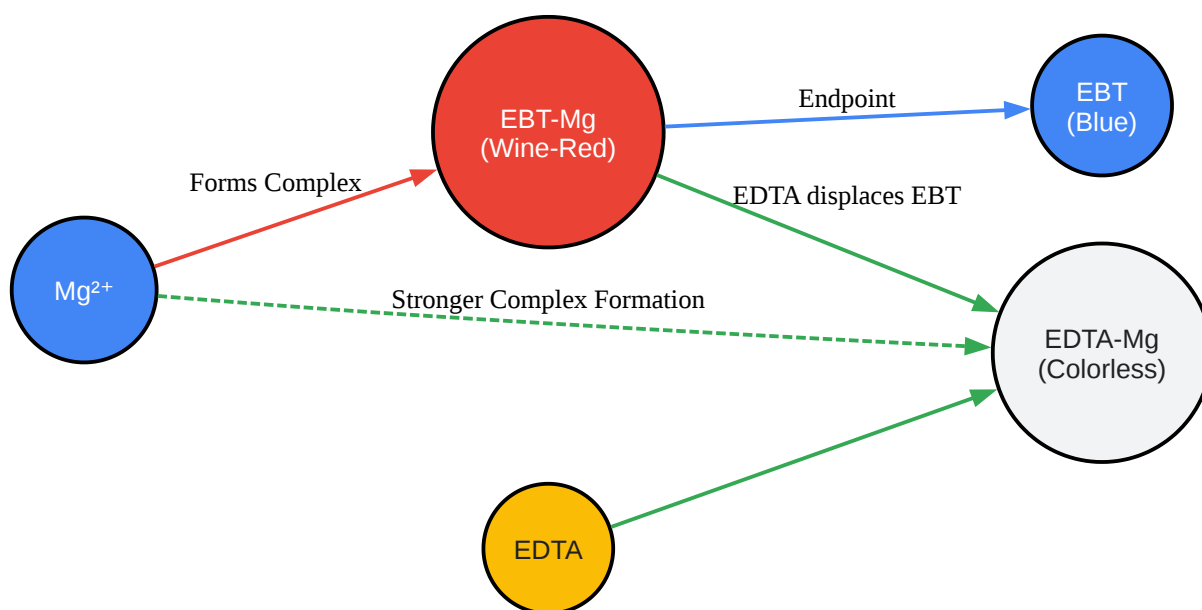 EBT-Mg
(Wine-Red)
Endpoint
EBT
(Blue)
Forms Complex
EDTA displaces EBT
Mg²⁺
Stronger Complex Formation
EDTA-Mg
(Colorless)
EDTA